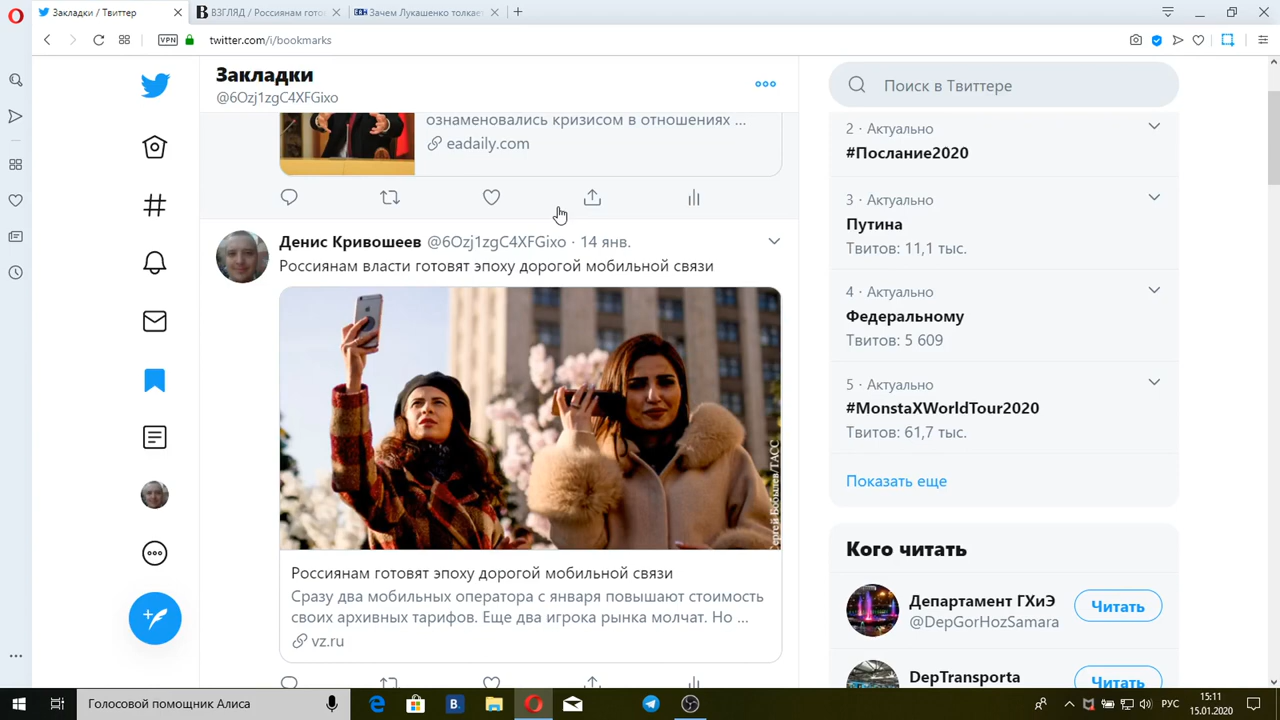 Закладки / Твиттер
ВЗГЛЯД / Россиянам гото
Зачем Лукашенко толкает
VPN
twitter.com/i/bookmarks
Закладки
@6Ozj1zgC4XFGixo
ознаменовались кризисом в отношениях ...
eadaily.com
Денис Кривошеев @6Ozj1zgC4XFGixo · 14 янв.
Россиянам власти готовят эпоху дорогой мобильной связи
Сергей Бобылев/ТАСС
Россиянам готовят эпоху дорогой мобильной связи
Сразу два мобильных оператора с января повышают стоимость
своих архивных тарифов. Еще два игрока рынка молчат. Но ...
vz.ru
Поиск в Твиттере
2 · Актуально
#Послание2020
3 · Актуально
Путина
Твитов: 11,1 тыс.
4 · Актуально
Федеральному
Твитов: 5 609
5 · Актуально
#MonstaXWorldTour2020
Твитов: 61,7 тыс.
Показать еще
Кого читать
Департамент ГХиЭ
@DepGorHozSamara
Читать
DepTransporta
Читать
Голосовой помощник Алиса
РУС
15:11
15.01.2020